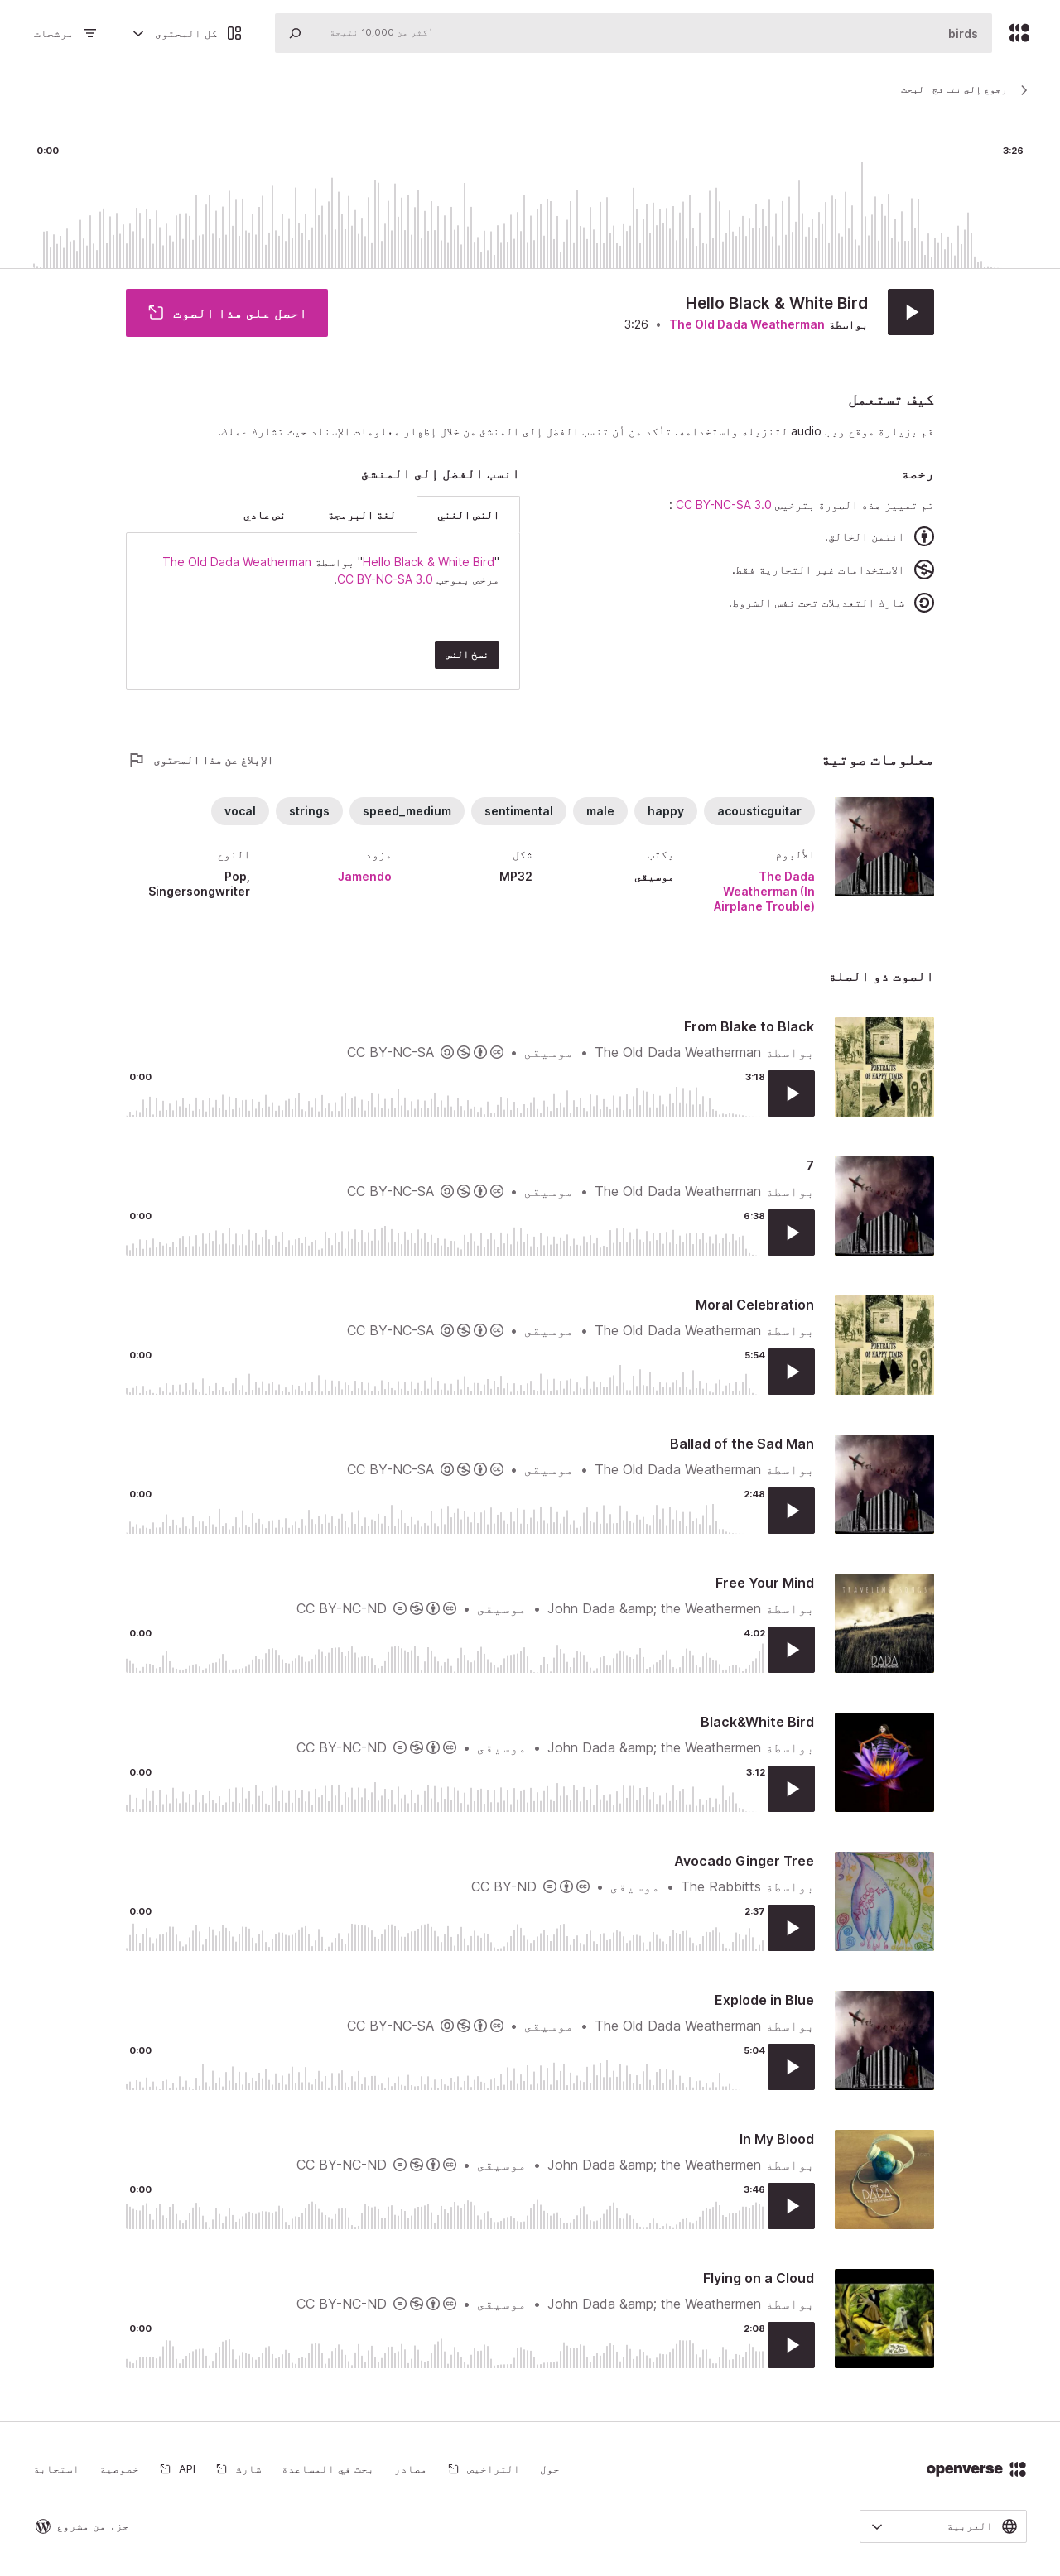 birds
أكثر من 10,000 نتيجة
كل المحتوى
مرشحات
رجوع إلى نتائج البحث
0:00
3:26
Hello Black & White Bird
بواسطة The Old Dada Weatherman • 3:26
احصل على هذا الصوت
كيف تستعمل
قم بزيارة موقع ويب audio لتنزيله واستخدامه. تأكد من أن تنسب الفضل إلى المنشئ من خلال إظهار معلومات الإسناد حيث تشارك عملك.
رخصة
تم تمييز هذه الصورة بترخيص CC BY-NC-SA 3.0 :
ائتمن الخالق.
الاستخدامات غير التجارية فقط.
شارك التعديلات تحت نفس الشروط.
انسب الفضل إلى المنشئ
النص الغني
لغة البرمجة
نص عادي
"Hello Black & White Bird" بواسطة The Old Dada Weatherman
مرخص بموجب CC BY-NC-SA 3.0.
نسخ النص
معلومات صوتية
الإبلاغ عن هذا المحتوى
acousticguitar
happy
male
sentimental
speed_medium
strings
vocal
الألبوم
The Dada
Weatherman (In
Airplane Trouble)
يكتب
موسيقى
شكل
MP32
مزود
Jamendo
النوع
Pop,
Singersongwriter
الصوت ذو الصلة
From Blake to Black
بواسطة The Old Dada Weatherman • موسيقى • CC BY-NC-SA
0:00
3:18
PORTRAITS
OF HAPPY TIMES
7
بواسطة The Old Dada Weatherman • موسيقى • CC BY-NC-SA
0:00
6:38
Moral Celebration
بواسطة The Old Dada Weatherman • موسيقى • CC BY-NC-SA
0:00
5:54
PORTRAITS
OF HAPPY TIMES
Ballad of the Sad Man
بواسطة The Old Dada Weatherman • موسيقى • CC BY-NC-SA
0:00
2:48
Free Your Mind
بواسطة John Dada &amp; the Weathermen • موسيقى • CC BY-NC-ND
0:00
4:02
DADA
Black&White Bird
بواسطة John Dada &amp; the Weathermen • موسيقى • CC BY-NC-ND
0:00
3:12
Avocado Ginger Tree
بواسطة The Rabbitts • موسيقى • CC BY-ND
0:00
2:37
Explode in Blue
بواسطة The Old Dada Weatherman • موسيقى • CC BY-NC-SA
0:00
5:04
In My Blood
بواسطة John Dada &amp; the Weathermen • موسيقى • CC BY-NC-ND
0:00
3:46
DADA
Flying on a Cloud
بواسطة John Dada &amp; the Weathermen • موسيقى • CC BY-NC-ND
0:00
2:08
openverse
حول
التراخيص
مصادر
بحث في المساعدة
شارك
API
خصوصية
استجابة
العربية
جزء من مشروع